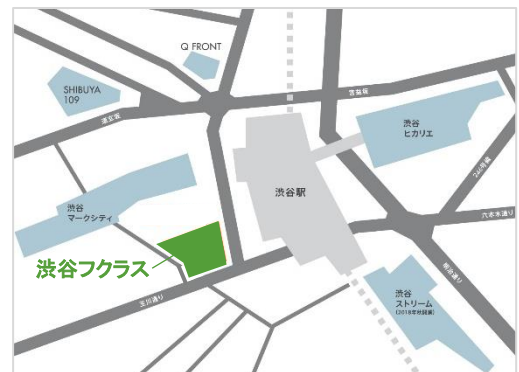 Q FRONT
SHIBUYA
109
道玄坂
宮益坂
渋谷
ヒカリエ
渋谷駅
246号線
六本木通り
渋谷
マークシティ
渋谷フクラス
玉川通り
明治通り
渋谷
ストリーム
(2018年秋開業)